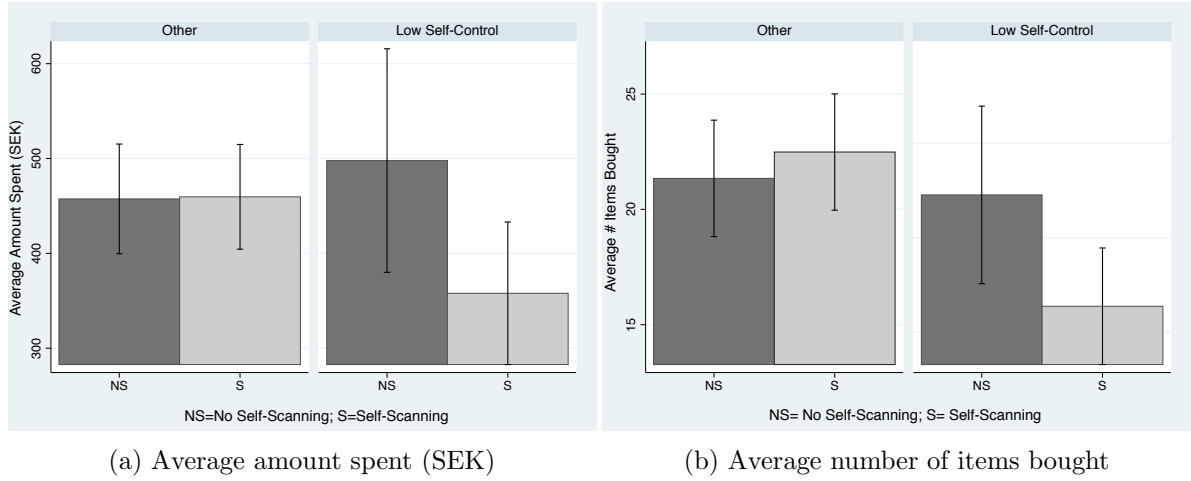 Other Low Self-Control
Average Amount Spent (SEK)
600
500
400
300
NS S NS S
NS=No Self-Scanning; S=Self-Scanning
(a) Average amount spent (SEK)
Other Low Self-Control
Average # Items Bought
25
20
15
NS S NS S
NS= No Self-Scanning; S= Self-Scanning
(b) Average number of items bought